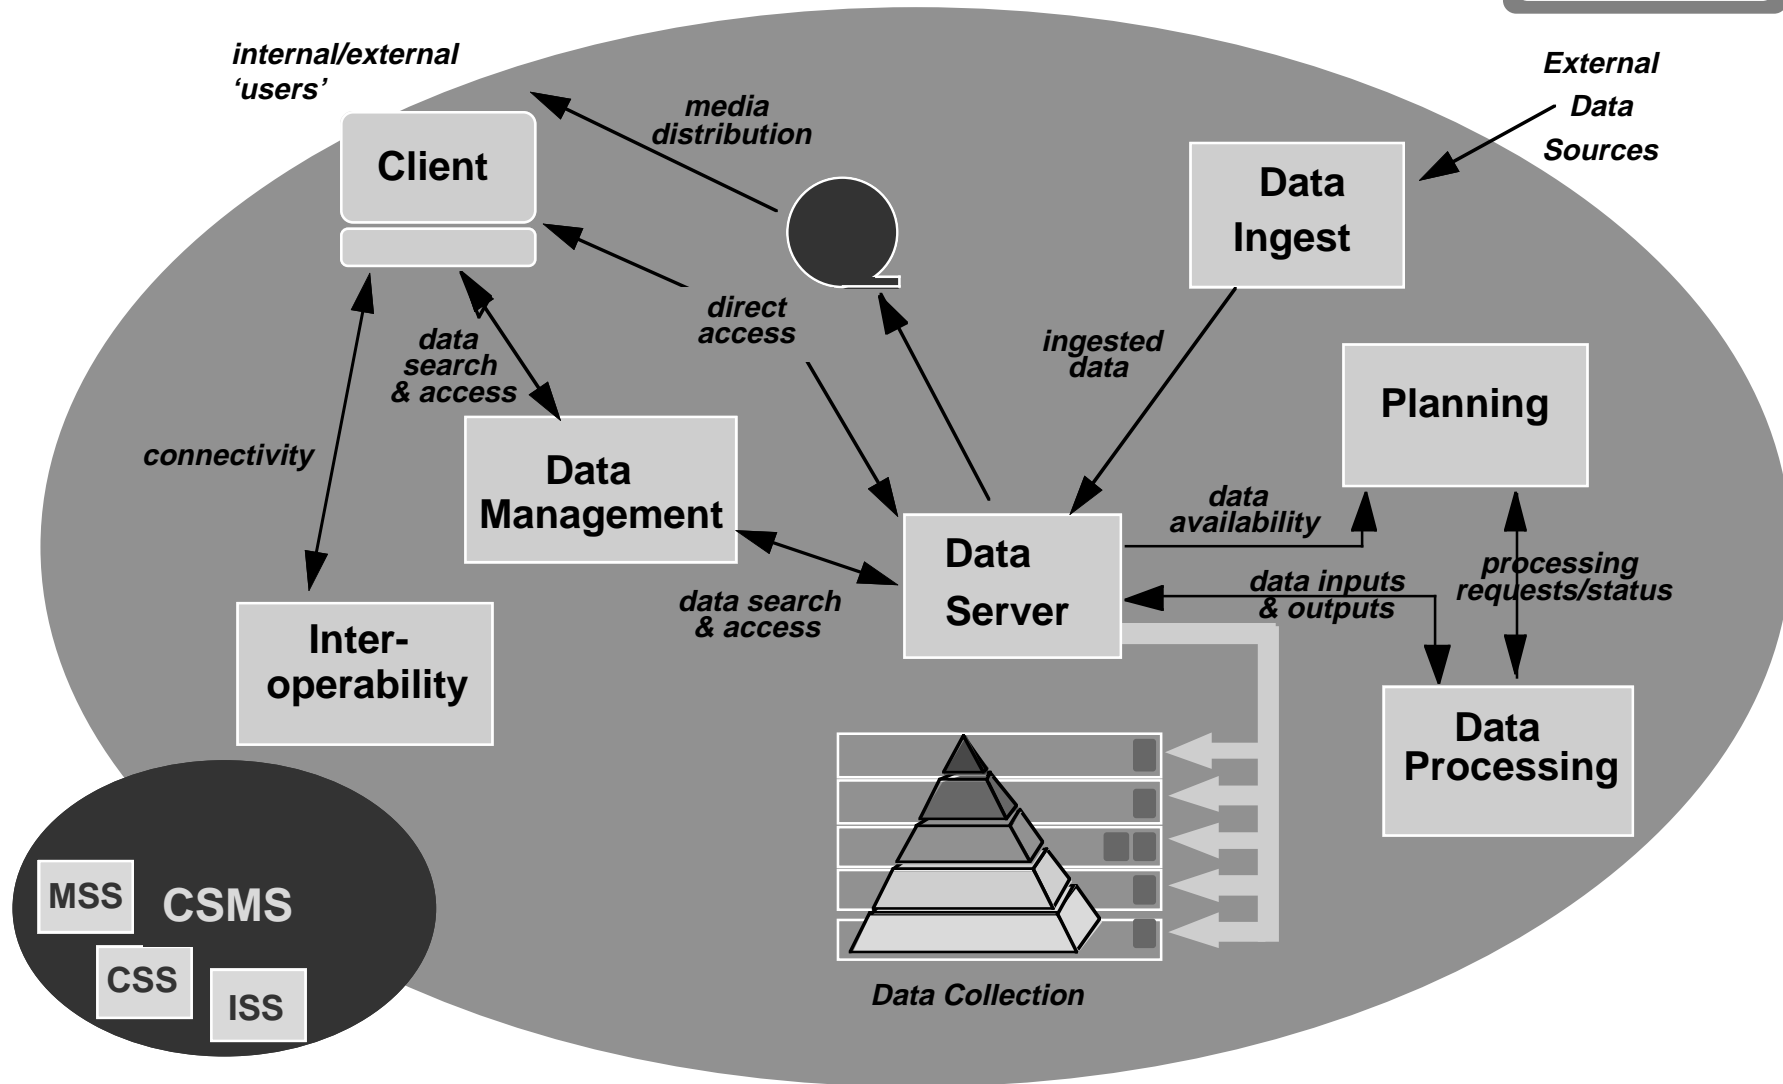 internal/external
‘users’
Client
media
distribution
External
Data
Sources
Data
Ingest
direct
access
data
search
& access
ingested
data
Planning
connectivity
Data
Management
data
availability
Data
Server
processing
requests/status
data inputs
& outputs
data search
& access
Inter-
operability
Data
Processing
MSS
CSMS
CSS
ISS
Data Collection